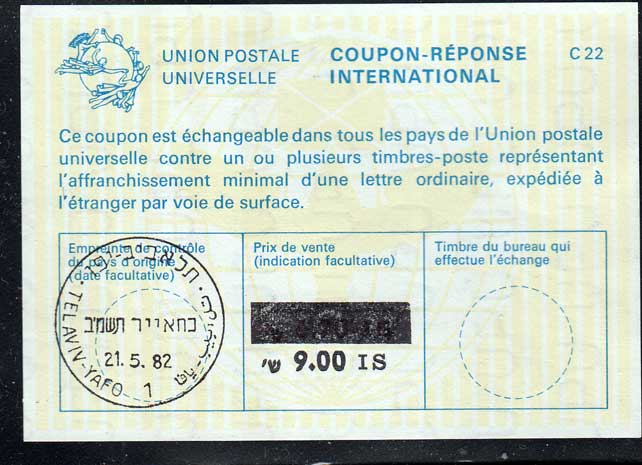 UNION POSTALE
UNIVERSELLE
COUPON-RÉPONSE
INTERNATIONAL
C 22
Ce coupon est échangeable dans tous les pays de l'Union postale
universelle contre un ou plusieurs timbres-poste représentant
l'affranchissement minimal d'une lettre ordinaire, expédiée à
l'étranger par voie de surface.
Empreinte de contrôle
du pays d'origine
(date facultative)
Prix de vente
(indication facultative)
Timbre du bureau qui
effectue l'échange
תל אביב-יפו
כח אייר תשמ"ב
21.5.82
TEL AVIV-YAFO 1
9.00 IS